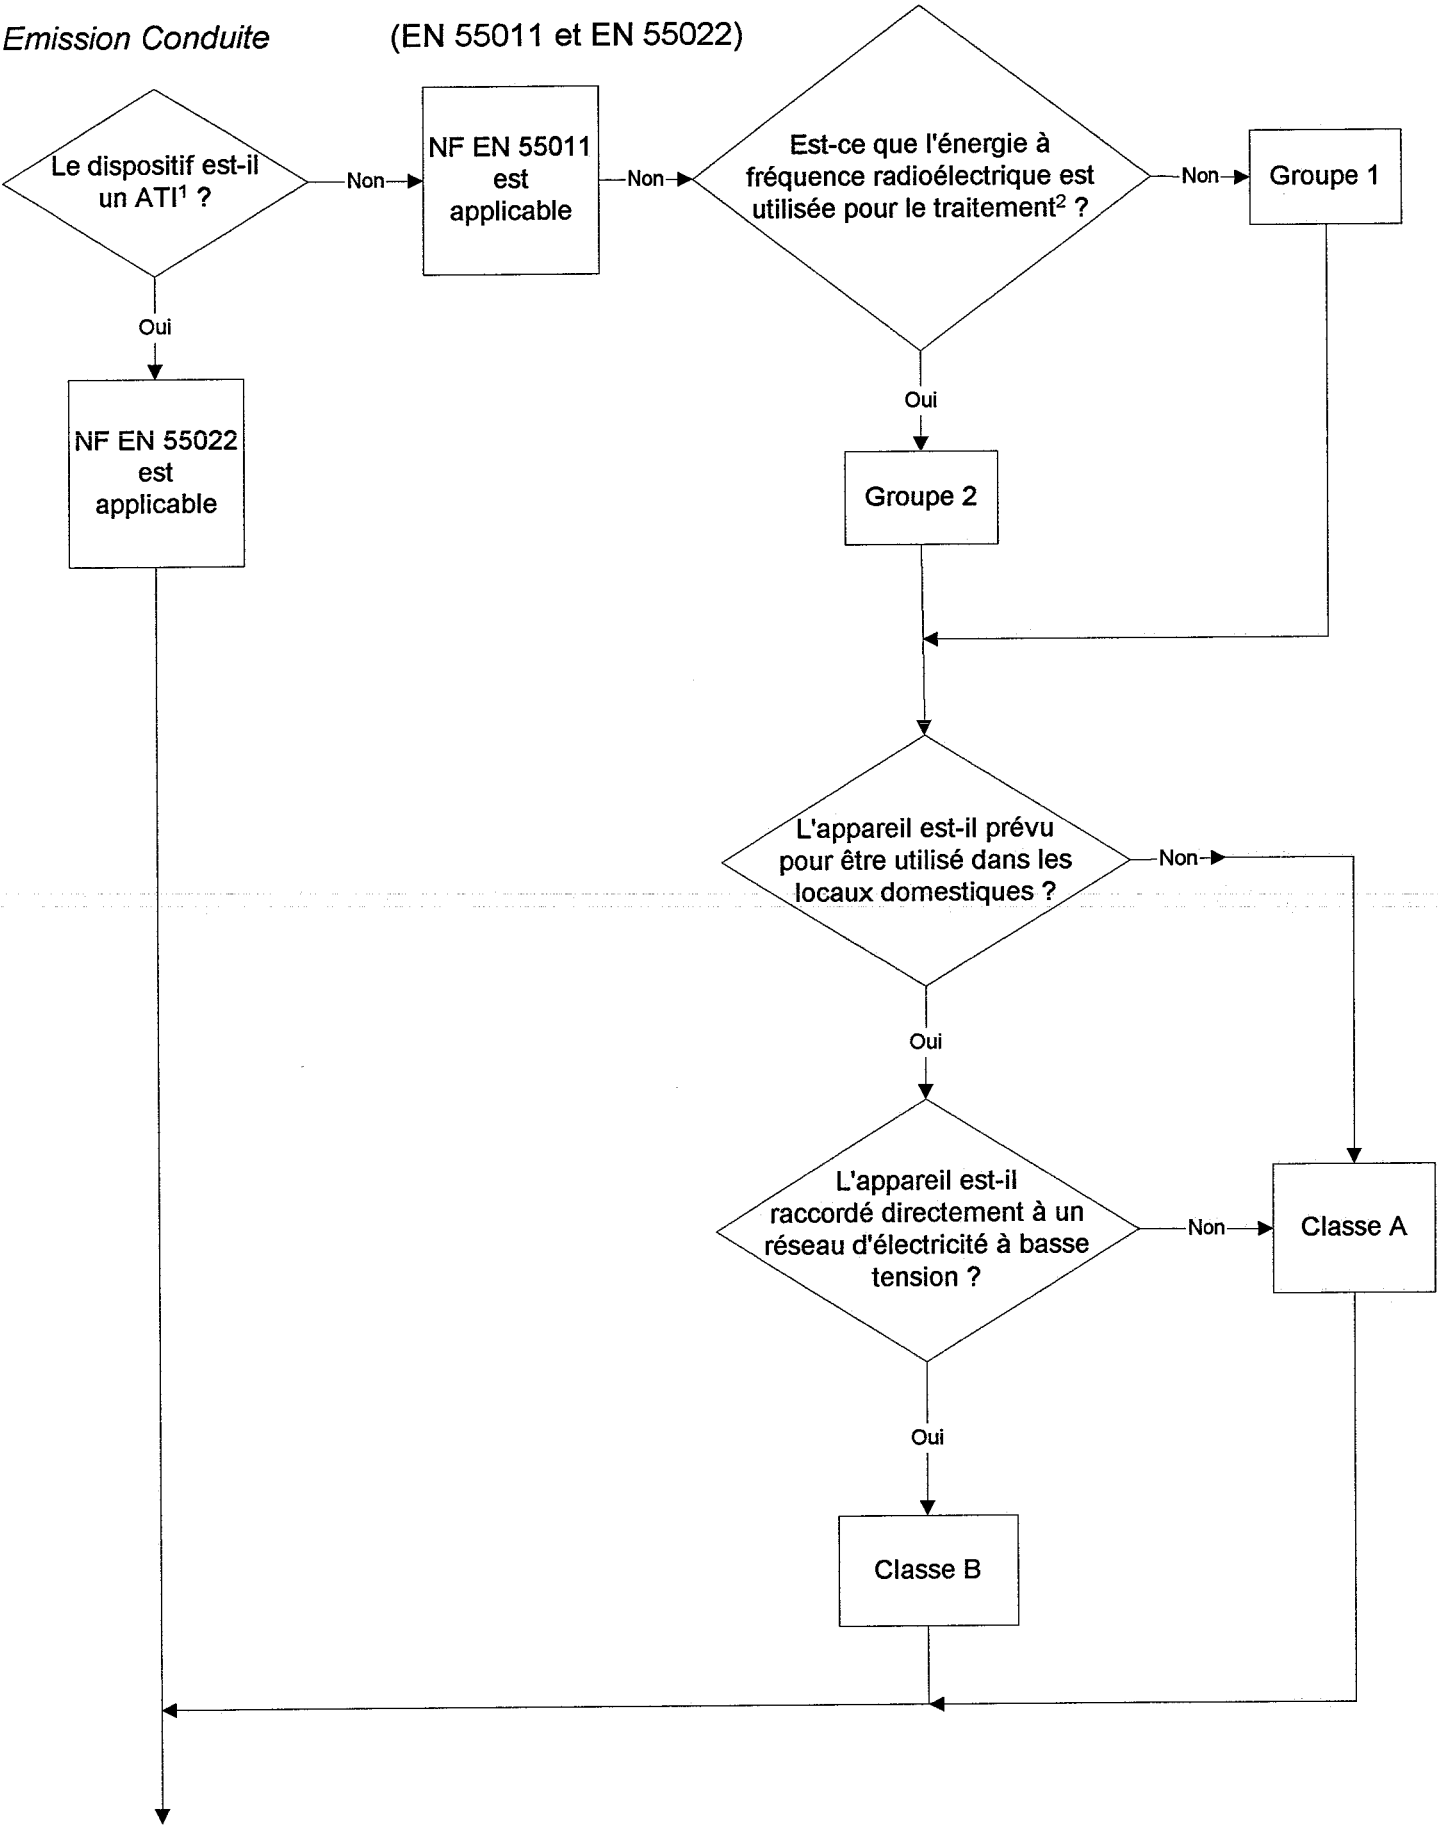 Emission Conduite (EN 55011 et EN 55022)
Le dispositif est-il
un ATI¹ ?
Non
NF EN 55011
est
applicable
Non
Est-ce que l'énergie à
fréquence radioélectrique est
utilisée pour le traitement² ?
Non
Groupe 1
Oui
NF EN 55022
est
applicable
Oui
Groupe 2
L'appareil est-il prévu
pour être utilisé dans les
locaux domestiques ?
Non
Oui
L'appareil est-il
raccordé directement à un
réseau d'électricité à basse
tension ?
Non
Classe A
Oui
Classe B